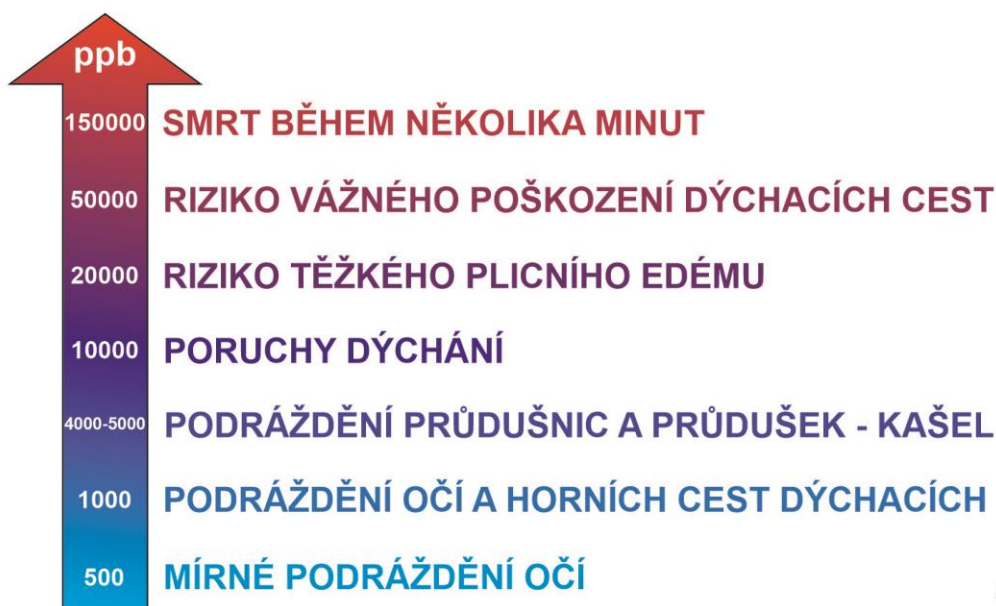 ppb
150000 SMRT BĚHEM NĚKOLIKA MINUT
50000 RIZIKO VÁŽNÉHO POŠKOZENÍ DÝCHACÍCH CEST
20000 RIZIKO TĚŽKÉHO PLICNÍHO EDÉMU
10000 PORUCHY DÝCHÁNÍ
4000-5000 PODRÁŽDĚNÍ PRŮDUŠNIC A PRŮDUŠEK - KAŠEL
1000 PODRÁŽDĚNÍ OČÍ A HORNÍCH CEST DÝCHACÍCH
500 MÍRNÉ PODRÁŽDĚNÍ OČÍ